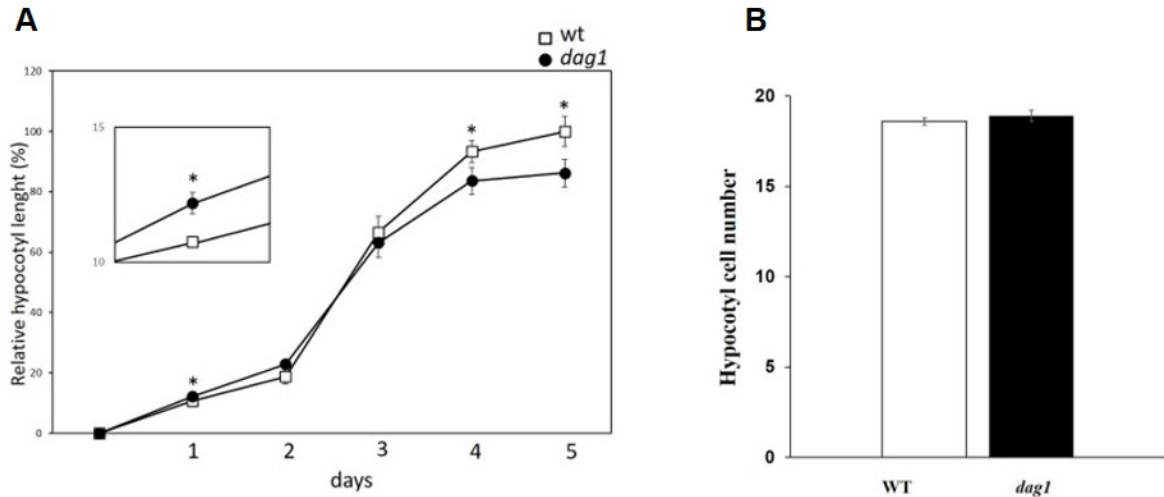 A
wt
dag1
120
100
80
60
40
20
0
Relative hypocotyl lenght (%)
15
10
*
*
*
*
1 2 3 4 5
days
B
20
15
10
5
0
Hypocotyl cell number
WT dag1